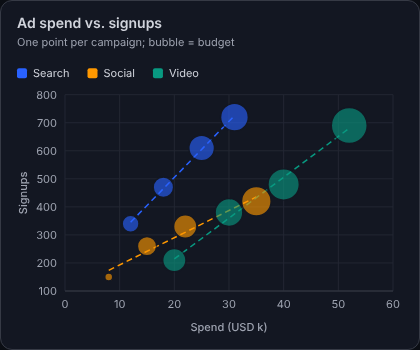 Ad spend vs. signups
One point per campaign; bubble = budget
Search Social Video
800
700
600
500
400
300
200
100
Signups
0 10 20 30 40 50 60
Spend (USD k)